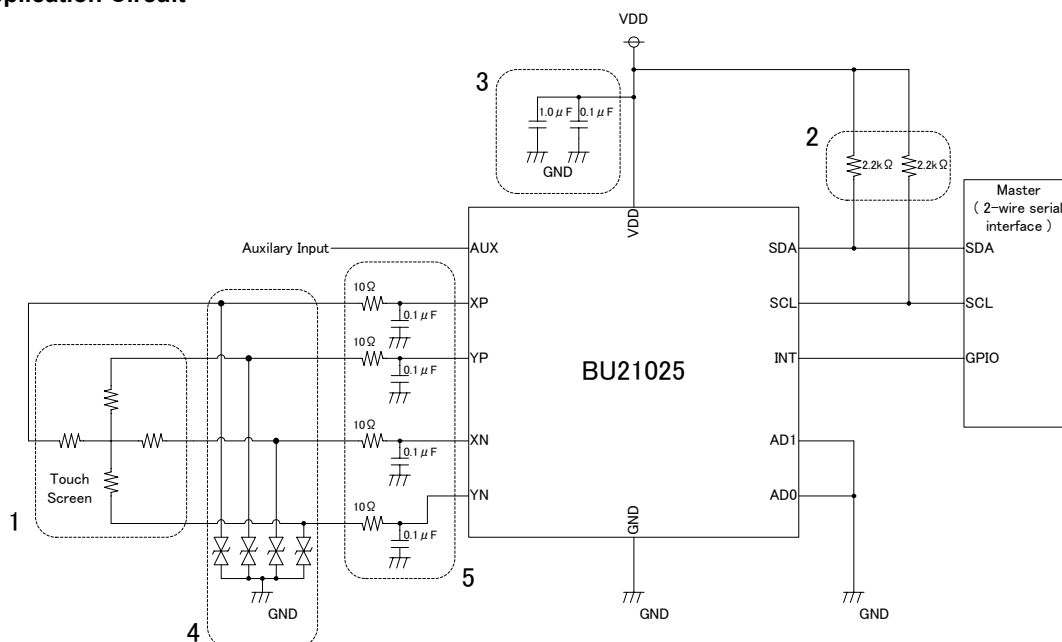 pplication Circuit
VDD
3
1.0μF
0.1μF
GND
2
2.2kΩ
2.2kΩ
Master
( 2-wire serial
interface )
VDD
Auxilary Input
AUX
SDA
SDA
10Ω
XP
0.1μF
SCL
SCL
10Ω
YP
0.1μF
BU21025
INT
GPIO
10Ω
XN
0.1μF
AD1
Touch
Screen
YN
AD0
10Ω
0.1μF
GND
1
5
GND
GND
GND
4